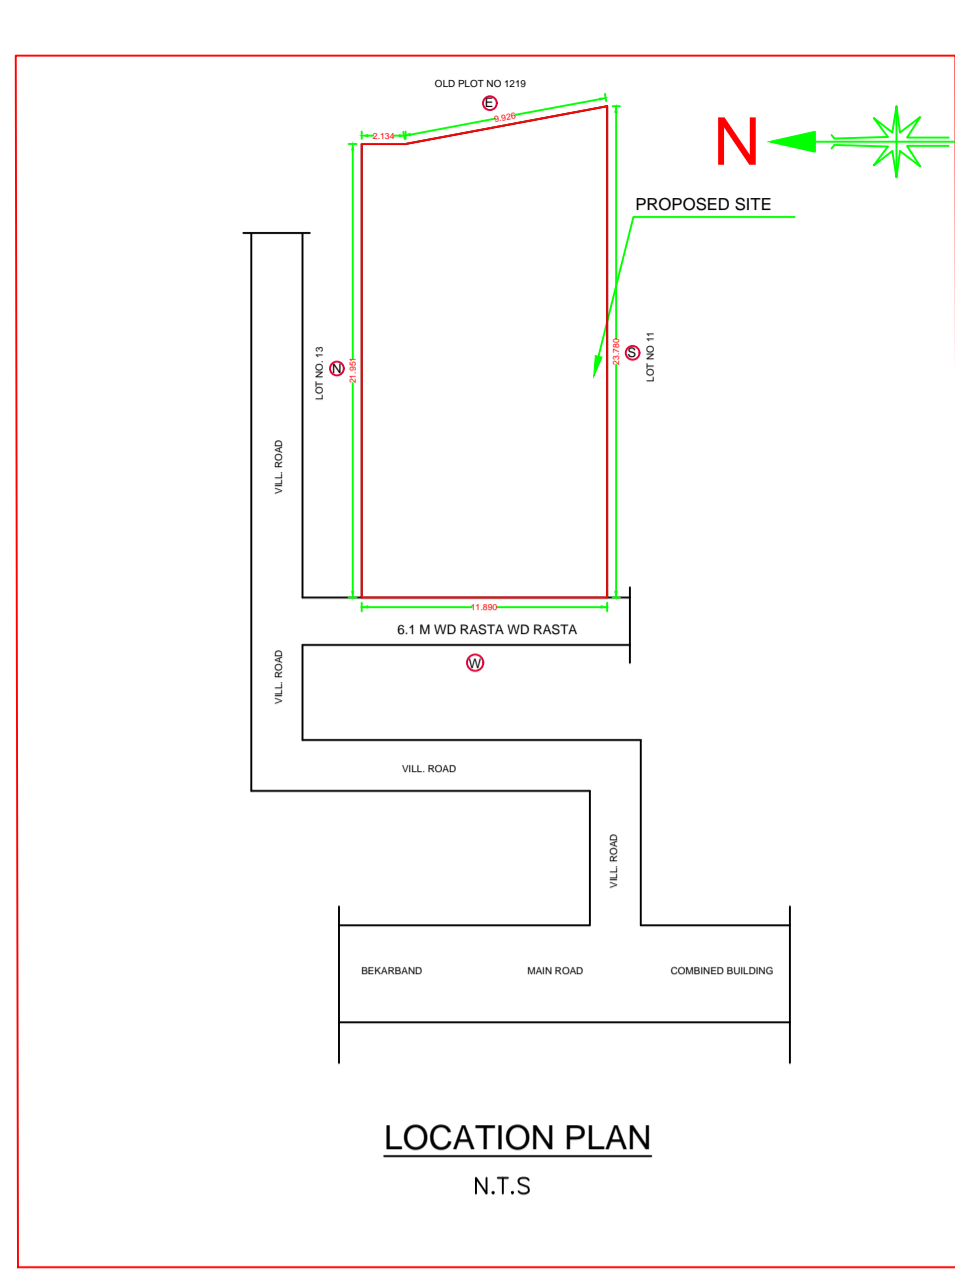 OLD PLOT NO 1219
E
9.926
2.134
N
PROPOSED SITE
LOT NO. 13
N
21.951
23.780
S
LOT NO 11
VILL. ROAD
11.890
6.1 M WD RASTA WD RASTA
W
VILL. ROAD
VILL. ROAD
VILL. ROAD
BEKARBAND
MAIN ROAD
COMBINED BUILDING
LOCATION PLAN
N.T.S